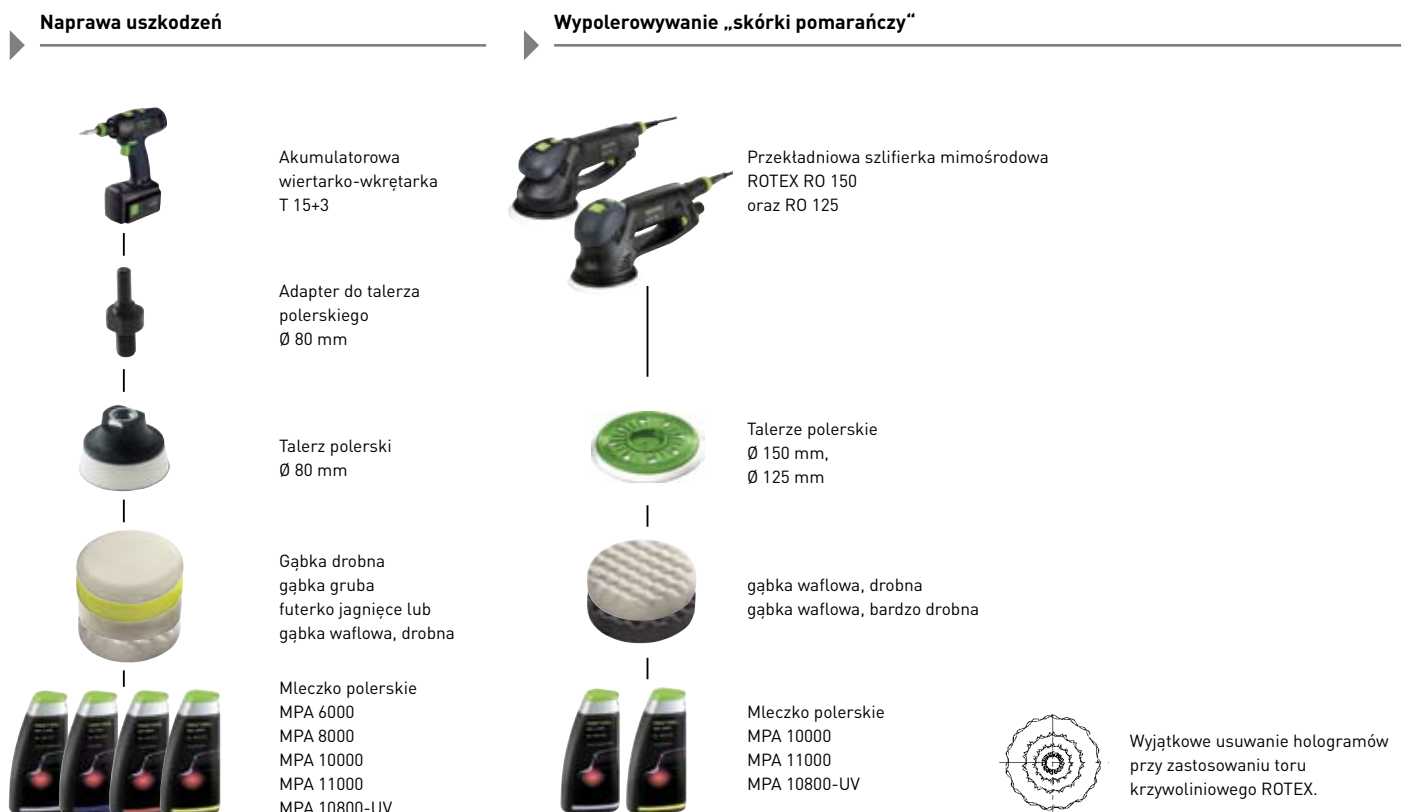 Naprawa uszkodzeń
Akumulatorowa
wiertarko-wkrętarka
T 15+3
Adapter do talerza
polerskiego
Ø 80 mm
Talerz polerski
Ø 80 mm
Gąbka drobna
gąbka gruba
futerko jagnięce lub
gąbka waflowa, drobna
Mleczko polerskie
MPA 6000
MPA 8000
MPA 10000
MPA 11000
MPA 10800-UV
Wypolerowywanie „skórki pomarańczy“
Przekładniowa szlifierka mimośrodowa
ROTEX RO 150
oraz RO 125
Talerze polerskie
Ø 150 mm,
Ø 125 mm
gąbka waflowa, drobna
gąbka waflowa, bardzo drobna
Mleczko polerskie
MPA 10000
MPA 11000
MPA 10800-UV
Wyjątkowe usuwanie hologramów
przy zastosowaniu toru
krzywoliniowego ROTEX.